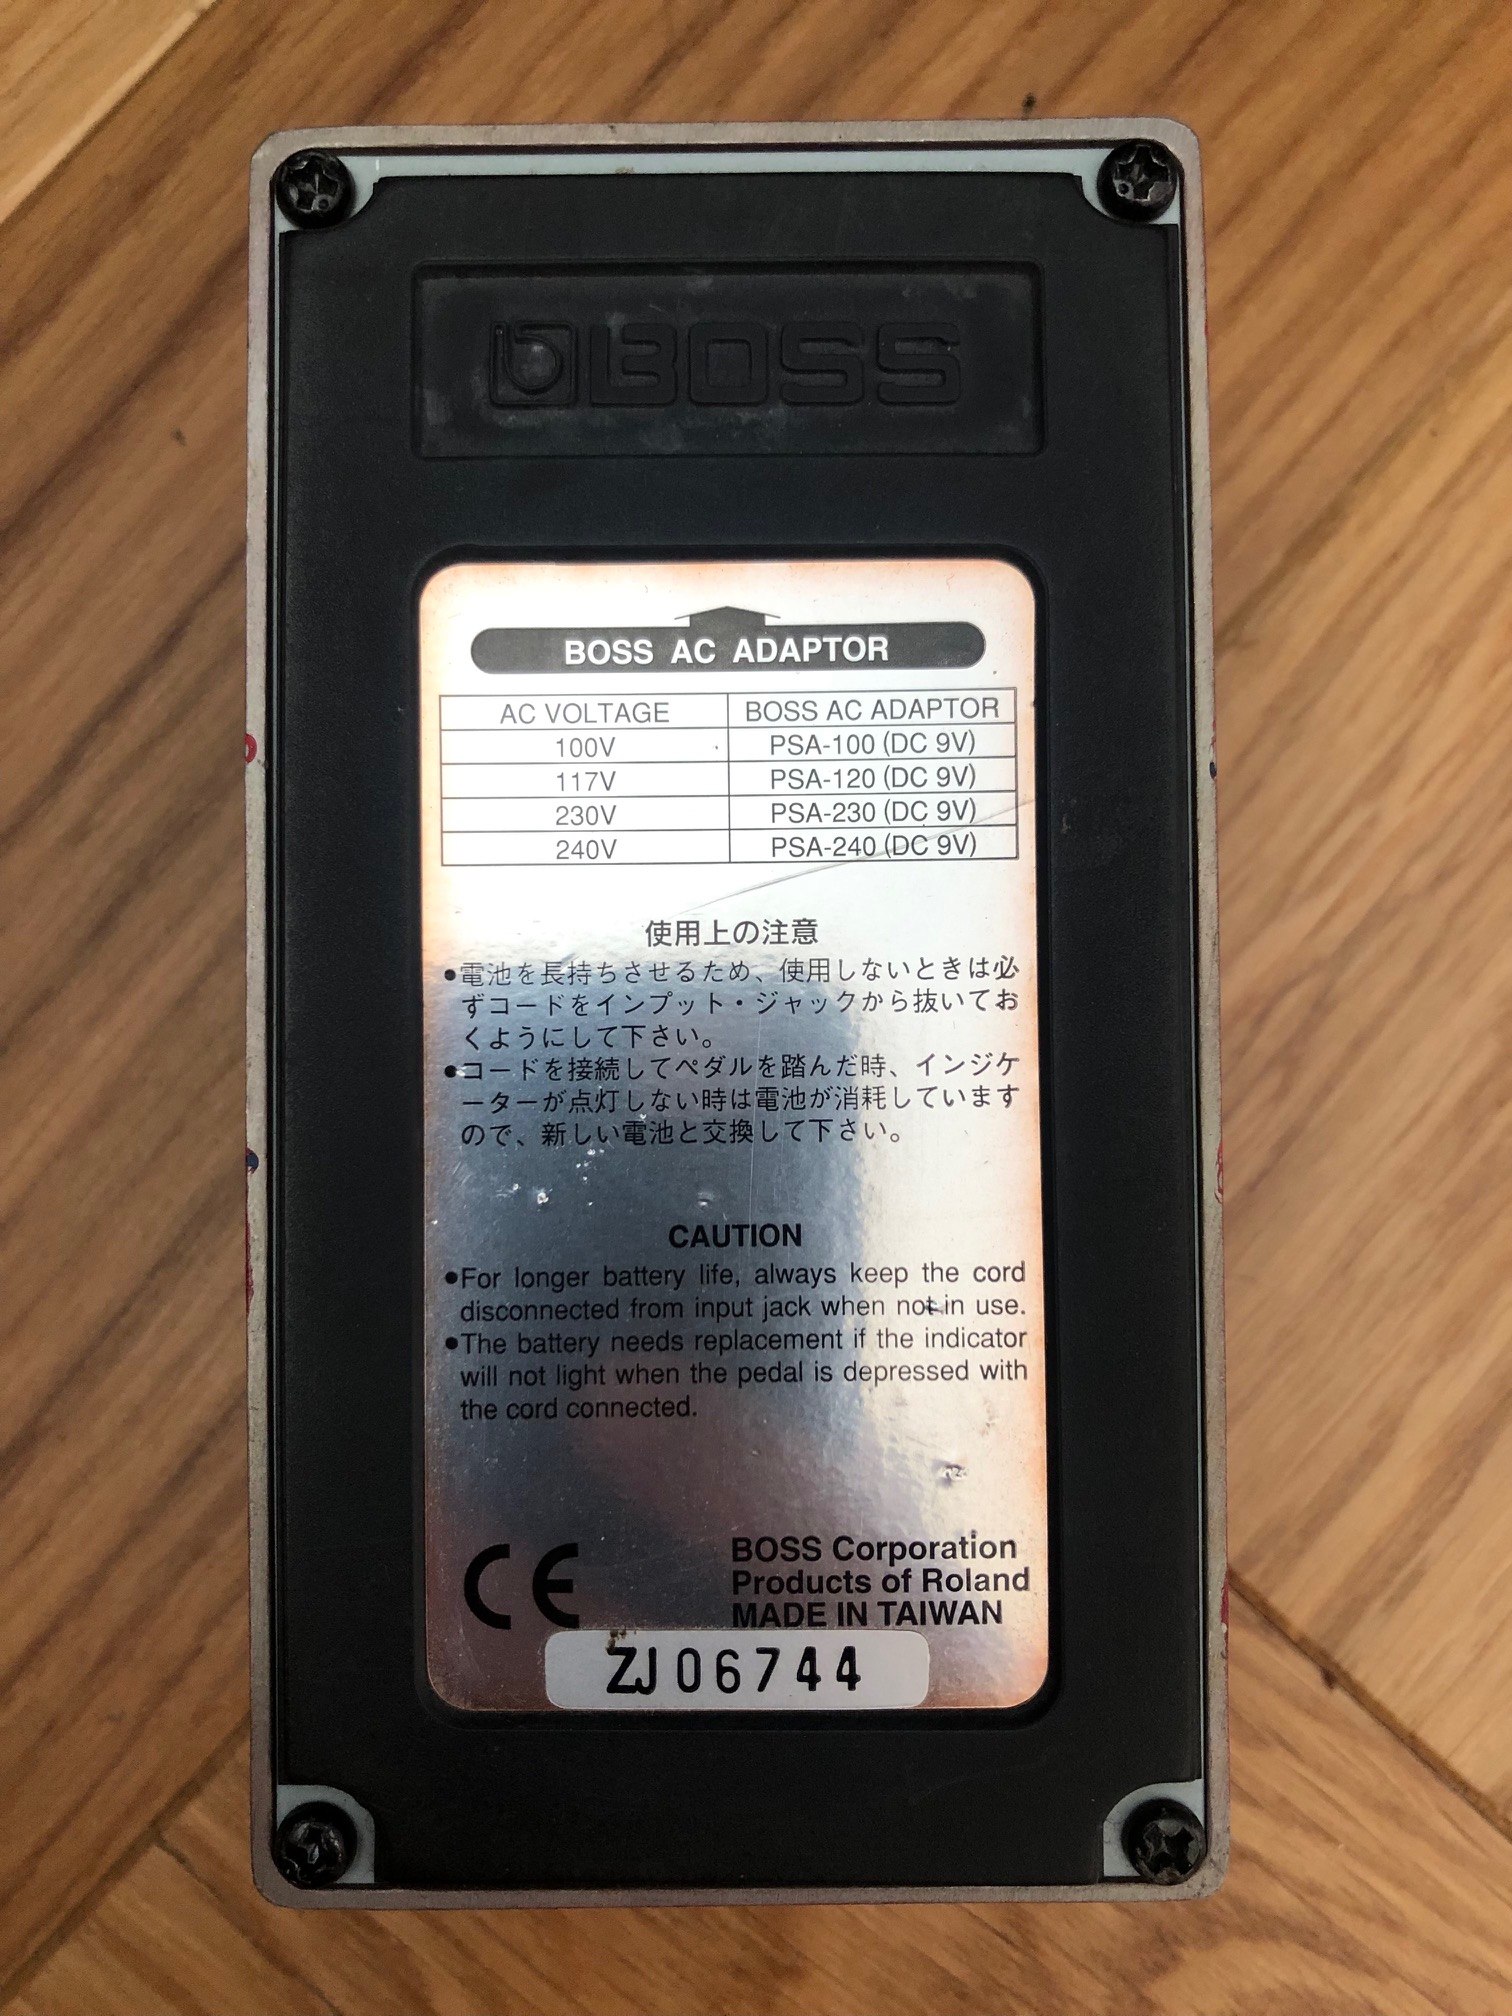 BOSS
BOSS AC ADAPTOR
AC VOLTAGE BOSS AC ADAPTOR
100V PSA-100 (DC 9V)
117V PSA-120 (DC 9V)
230V PSA-230 (DC 9V)
240V PSA-240 (DC 9V)
使用上の注意
●電池を長持ちさせるため、使用しないときは必
ずコードをインプット・ジャックから抜いてお
くようにして下さい。
●コードを接続してペダルを踏んだ時、インジケ
ーターが点灯しない時は電池が消耗しています
ので、新しい電池と交換して下さい。
CAUTION
●For longer battery life, always keep the cord
disconnected from input jack when not in use.
●The battery needs replacement if the indicator
will not light when the pedal is depressed with
the cord connected.
CE
BOSS Corporation
Products of Roland
MADE IN TAIWAN
ZJ06744